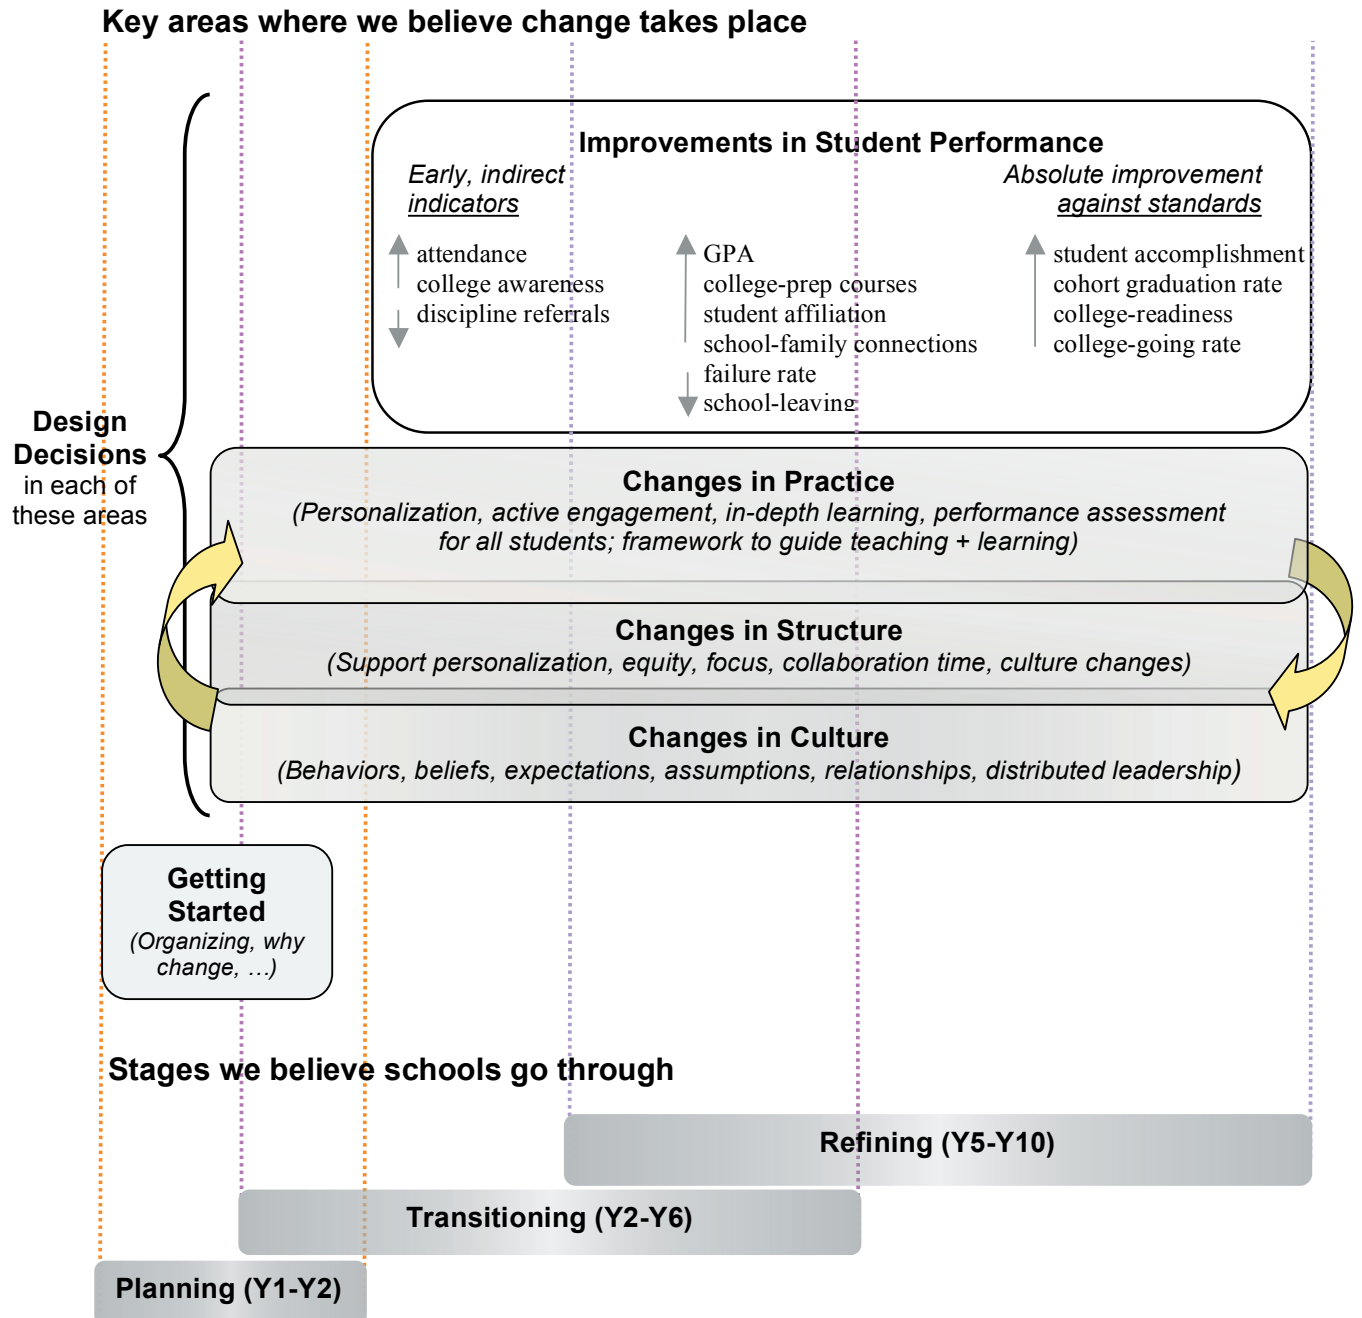 Key areas where we believe change takes place
Improvements in Student Performance
Early, indirect
indicators
attendance
college awareness
discipline referrals
GPA
college-prep courses
student affiliation
school-family connections
failure rate
school-leaving
Absolute improvement
against standards
student accomplishment
cohort graduation rate
college-readiness
college-going rate
Design
Decisions
in each of
these areas
Changes in Practice
(Personalization, active engagement, in-depth learning, performance assessment
for all students; framework to guide teaching + learning)
Changes in Structure
(Support personalization, equity, focus, collaboration time, culture changes)
Changes in Culture
(Behaviors, beliefs, expectations, assumptions, relationships, distributed leadership)
Getting
Started
(Organizing, why
change, …)
Stages we believe schools go through
Refining (Y5-Y10)
Transitioning (Y2-Y6)
Planning (Y1-Y2)